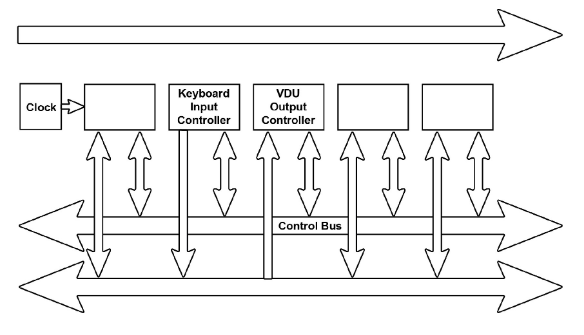 Clock
Keyboard
Input
Controller
VDU
Output
Controller
Control Bus